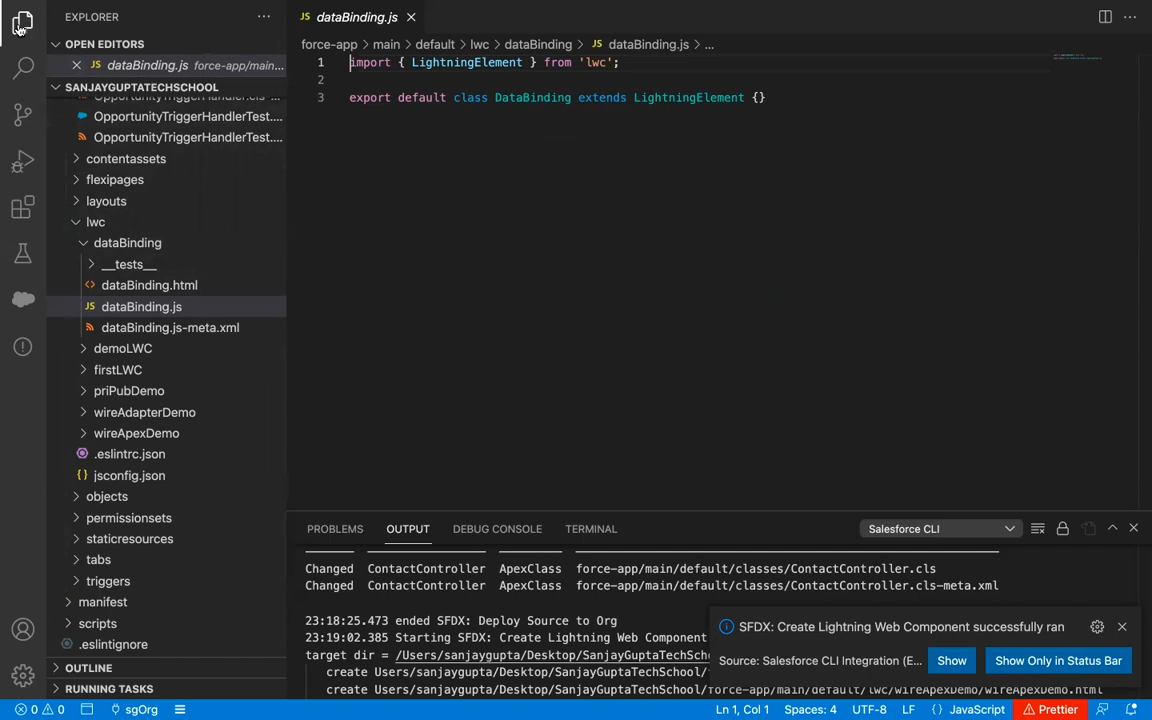 EXPLORER
OPEN EDITORS
JS dataBinding.js force-app/main...
SANJAYGUPTATECHSCHOOL
OpportunityTriggerHandler.cls
OpportunityTriggerHandlerTest....
OpportunityTriggerHandlerTest....
contentassets
flexipages
layouts
lwc
dataBinding
__tests__
dataBinding.html
JS dataBinding.js
dataBinding.js-meta.xml
demoLWC
firstLWC
priPubDemo
wireAdapterDemo
wireApexDemo
.eslintrc.json
jsconfig.json
objects
permissionsets
staticresources
tabs
triggers
manifest
scripts
.eslintignore
OUTLINE
RUNNING TASKS
JS dataBinding.js
force-app > main > default > lwc > dataBinding > JS dataBinding.js > ...
1 import { LightningElement } from 'lwc';
2
3 export default class DataBinding extends LightningElement {}
PROBLEMS OUTPUT DEBUG CONSOLE TERMINAL Salesforce CLI
Changed ContactController ApexClass force-app/main/default/classes/ContactController.cls
Changed ContactController ApexClass force-app/main/default/classes/ContactController.cls-meta.xml
23:18:25.473 ended SFDX: Deploy Source to Org
23:19:02.385 Starting SFDX: Create Lightning Web Component
target dir = /Users/sanjaygupta/Desktop/SanjayGuptaTechSch
create Users/sanjaygupta/Desktop/SanjayGuptaTechSchool/
create Users/sanjaygupta/Desktop/SanjayGuptaTechSchool/force-app/main/default/lwc/wireApexDemo/wireApexDemo.html
SFDX: Create Lightning Web Component successfully ran
Source: Salesforce CLI Integration (E... Show Show Only in Status Bar
0 0 sgOrg Ln 1, Col 1 Spaces: 4 UTF-8 LF {} JavaScript Prettier